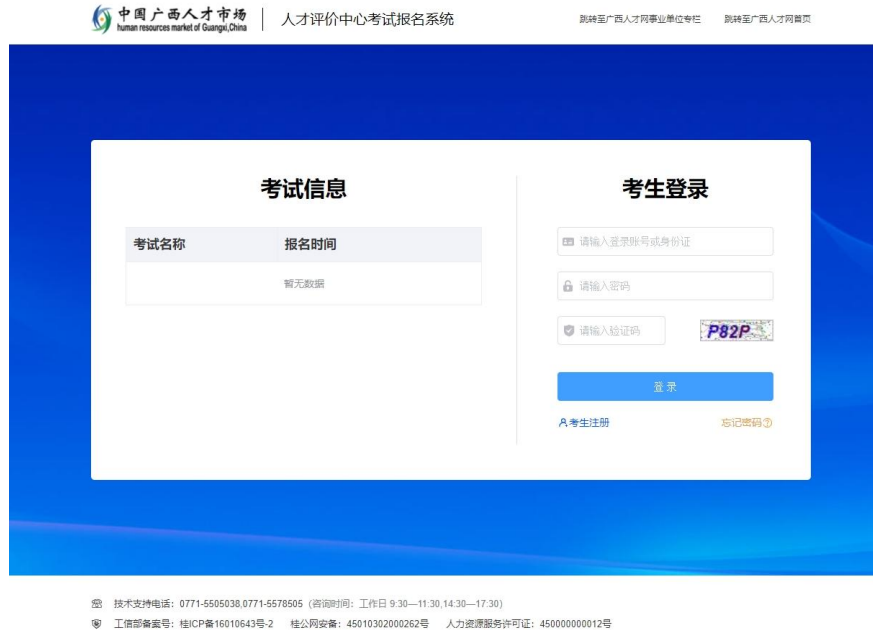 中国广西人才市场
human resources market of Guangxi,China
人才评价中心考试报名系统
跳转至广西人才网事业单位专栏 跳转至广西人才网首页
考试信息
考试名称 报名时间
暂无数据
考生登录
请输入登录账号或身份证
请输入密码
请输入验证码 P82P
登录
考生注册 忘记密码
技术支持电话：0771-5505038,0771-5578505（咨询时间：工作日 9:30—11:30,14:30—17:30）
工信部备案号：桂ICP备16010643号-2 桂公网安备：45010302000262号 人力资源服务许可证：450000000012号